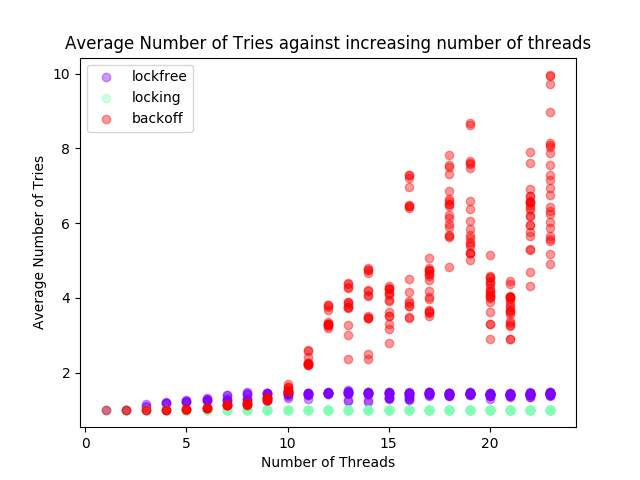 Average Number of Tries against increasing number of threads
lockfree
locking
backoff
10
8
6
4
2
Average Number of Tries
0
5
10
15
20
Number of Threads